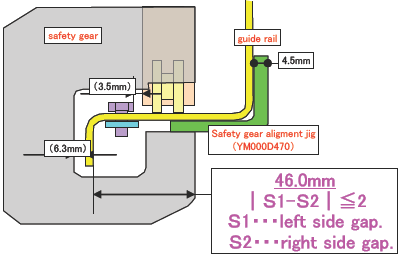 safety gear
guide rail
4.5mm
(3.5mm)
Safety gear aligment jig
(YM000D470)
(6.3mm)
46.0mm
｜S1-S2｜≦2
S1・・・left side gap.
S2・・・right side gap.